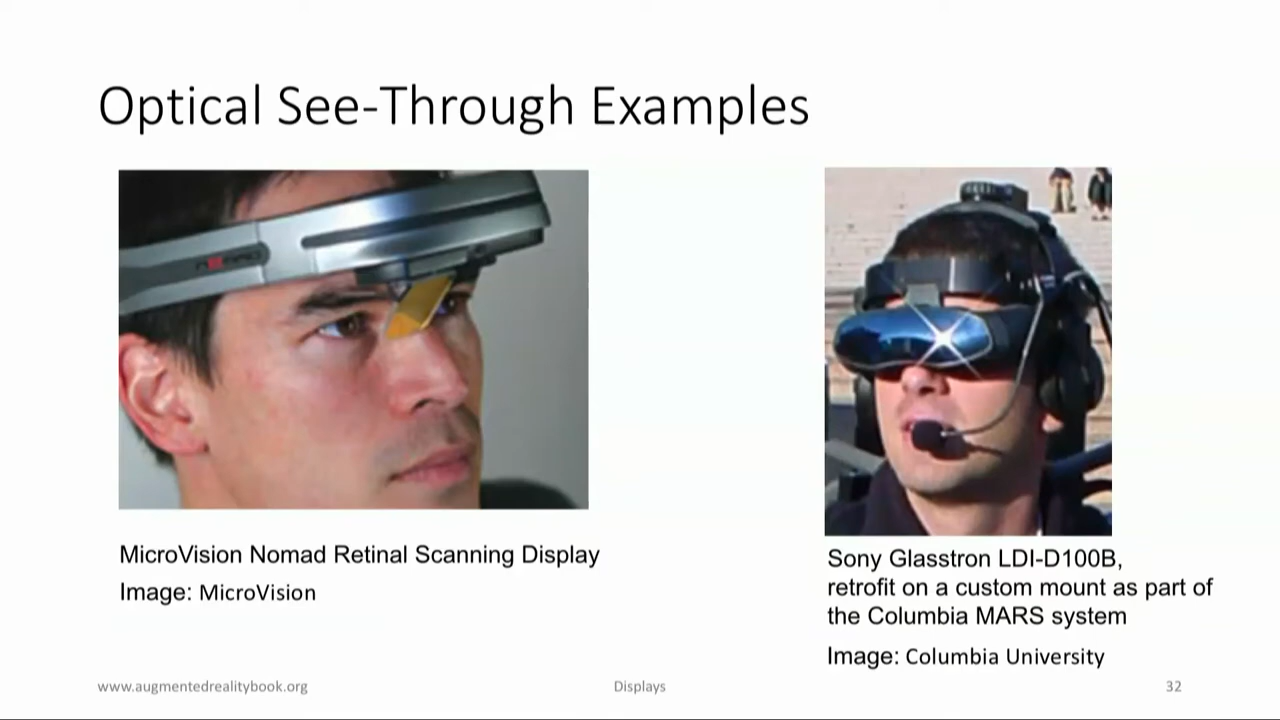 Optical See-Through Examples
MicroVision Nomad Retinal Scanning Display
Image: MicroVision
Sony Glasstron LDI-D100B,
retrofit on a custom mount as part of
the Columbia MARS system
Image: Columbia University
www.augmentedrealitybook.org
Displays
32